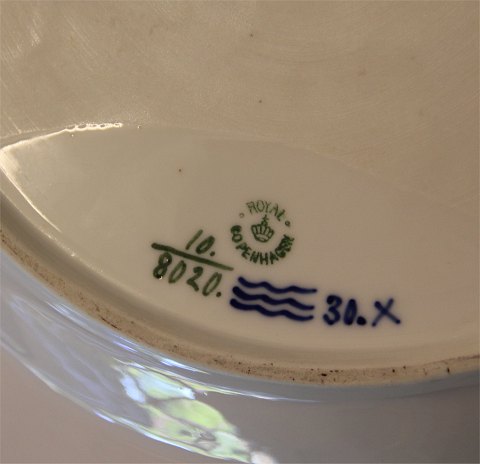 ROYAL
COPENHAGEN
10.
8020.
30. X